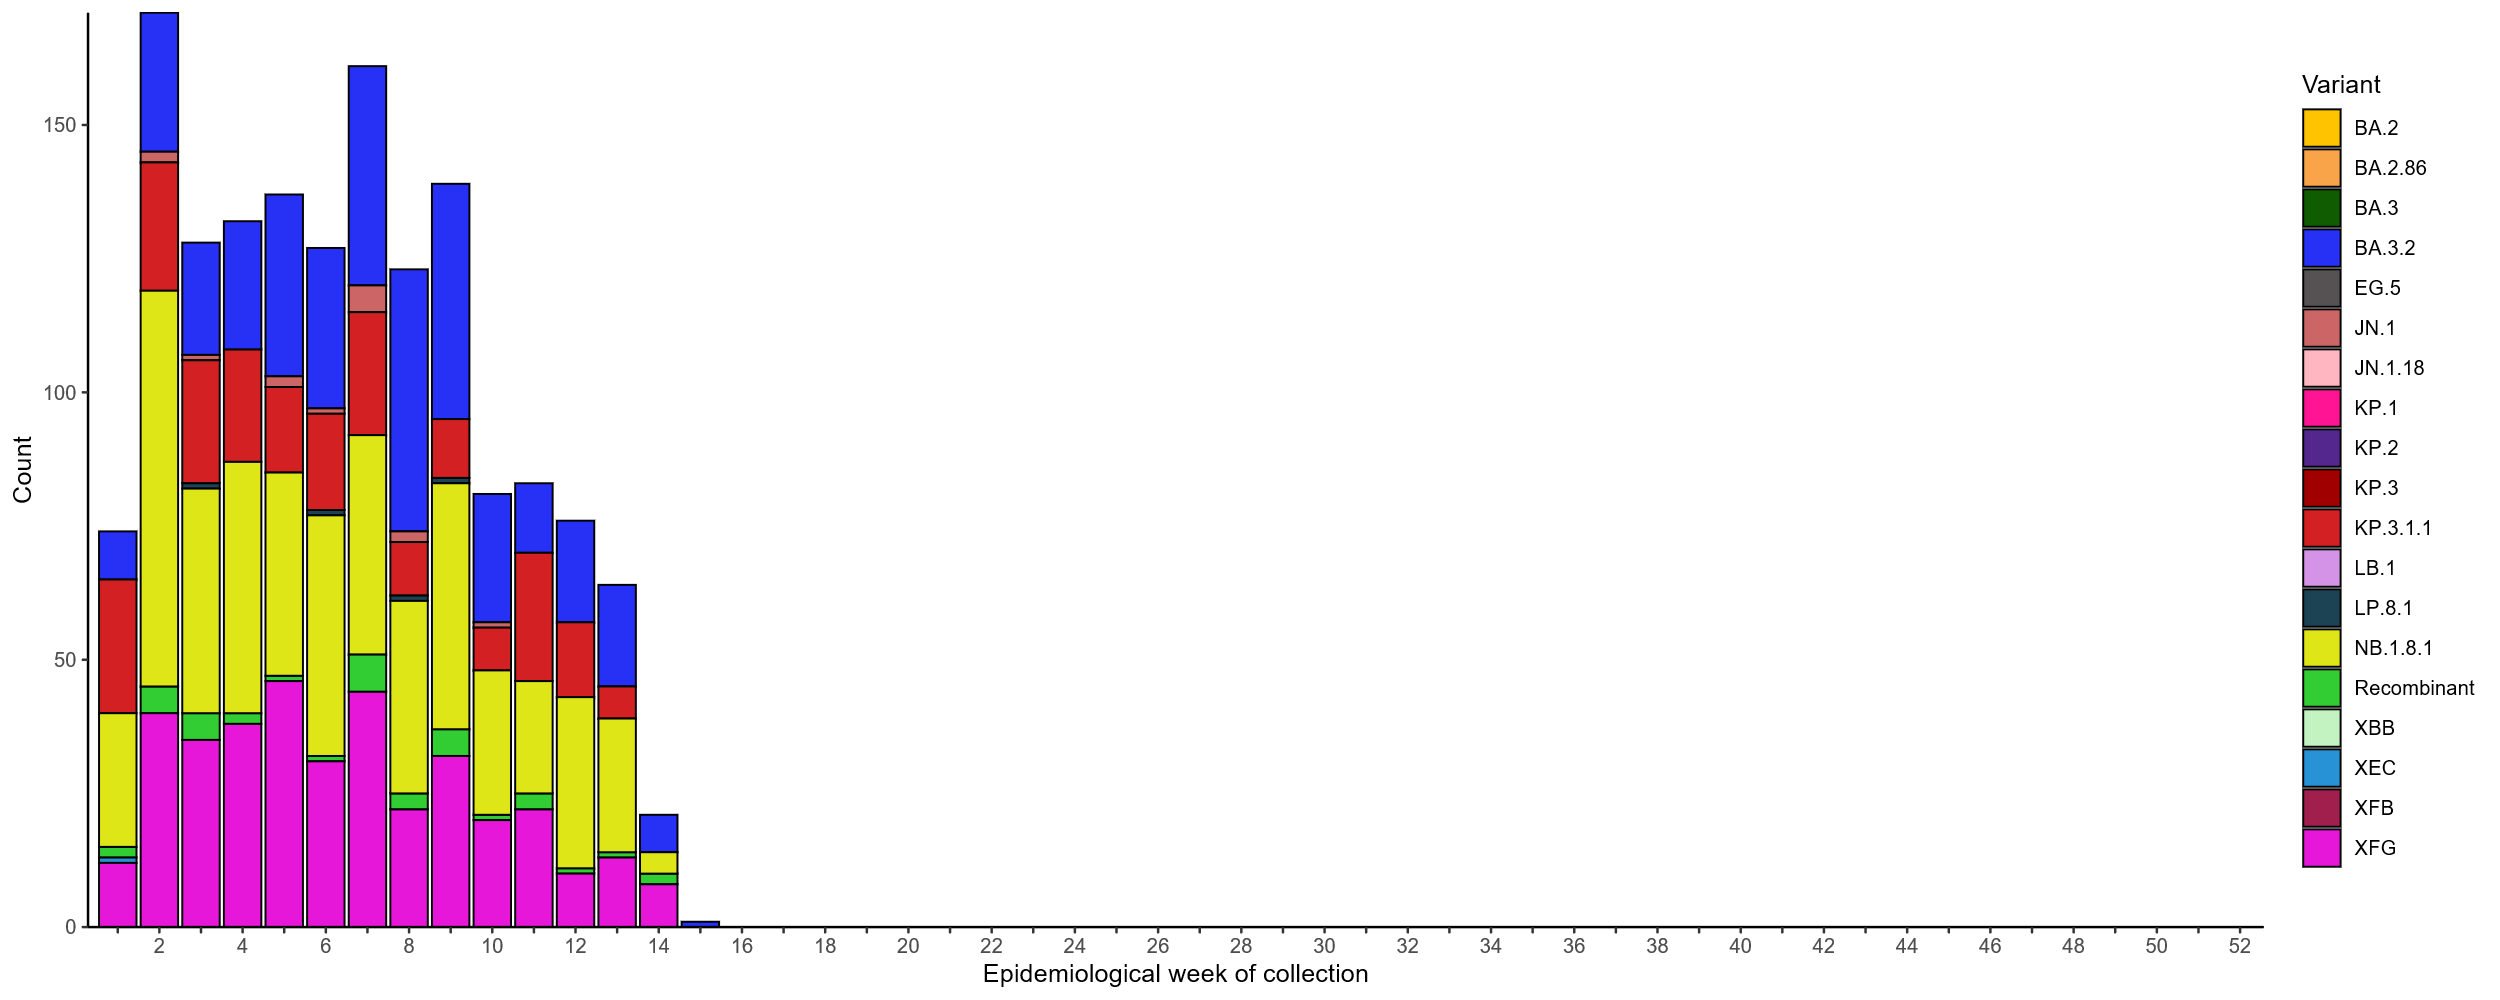 Variant
BA.2
BA.2.86
BA.3
BA.3.2
EG.5
JN.1
JN.1.18
KP.1
KP.2
KP.3
KP.3.1.1
LB.1
LP.8.1
NB.1.8.1
Recombinant
XBB
XEC
XFB
XFG
150
100
50
0
Count
2 4 6 8 10 12 14 16 18 20 22 24 26 28 30 32 34 36 38 40 42 44 46 48 50 52
Epidemiological week of collection